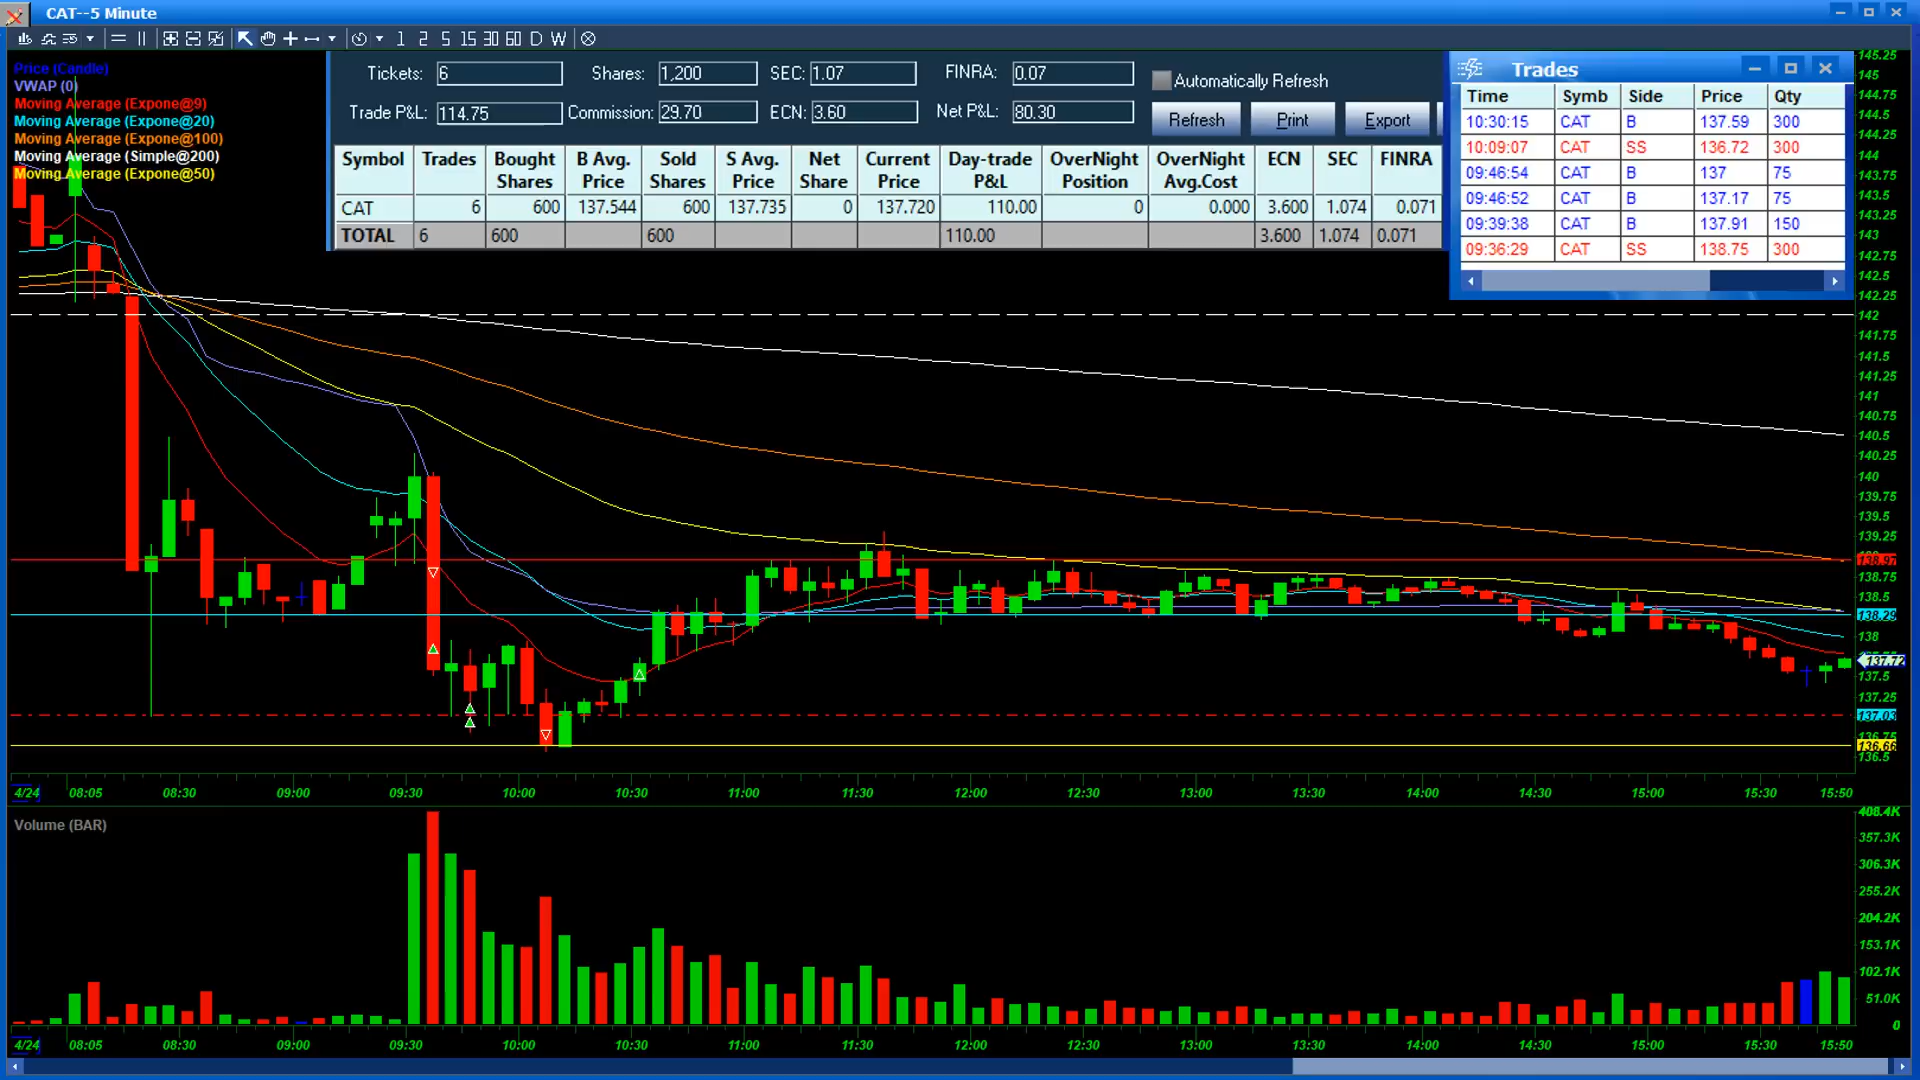 CAT--5 Minute
1 2 5 15 30 60 D W
Price (Candle)
VWAP (0)
Moving Average (Expone@9)
Moving Average (Expone@20)
Moving Average (Expone@100)
Moving Average (Simple@200)
Moving Average (Expone@50)
Tickets: 6 Shares: 1,200 SEC: 1.07 FINRA: 0.07 Automatically Refresh
Trade P&L: 114.75 Commission: 29.70 ECN: 3.60 Net P&L: 80.30 Refresh Print Export
Symbol Trades Bought Shares B Avg. Price Sold Shares S Avg. Price Net Share Current Price Day-trade P&L OverNight Position OverNight Avg.Cost ECN SEC FINRA
CAT 6 600 137.544 600 137.735 0 137.720 110.00 0 0.000 3.600 1.074 0.071
TOTAL 6 600 600 110.00 3.600 1.074 0.071
Trades
Time Symb Side Price Qty
10:30:15 CAT B 137.59 300
10:09:07 CAT SS 136.72 300
09:46:54 CAT B 137 75
09:46:52 CAT B 137.17 75
09:39:38 CAT B 137.91 150
09:36:29 CAT SS 138.75 300
145.25
145
144.75
144.5
144.25
144
143.75
143.5
143.25
143
142.75
142.5
142.25
142
141.75
141.5
141.25
141
140.75
140.5
140.25
140
139.75
139.5
139.25
138.97
138.75
138.5
138.29
138
137.72
137.5
137.25
137.03
136.75
136.66
136.5
4/24 08:05 08:30 09:00 09:30 10:00 10:30 11:00 11:30 12:00 12:30 13:00 13:30 14:00 14:30 15:00 15:30 15:50
Volume (BAR)
408.4K
357.3K
306.3K
255.2K
204.2K
153.1K
102.1K
51.0K
0
4/24 08:05 08:30 09:00 09:30 10:00 10:30 11:00 11:30 12:00 12:30 13:00 13:30 14:00 14:30 15:00 15:30 15:50